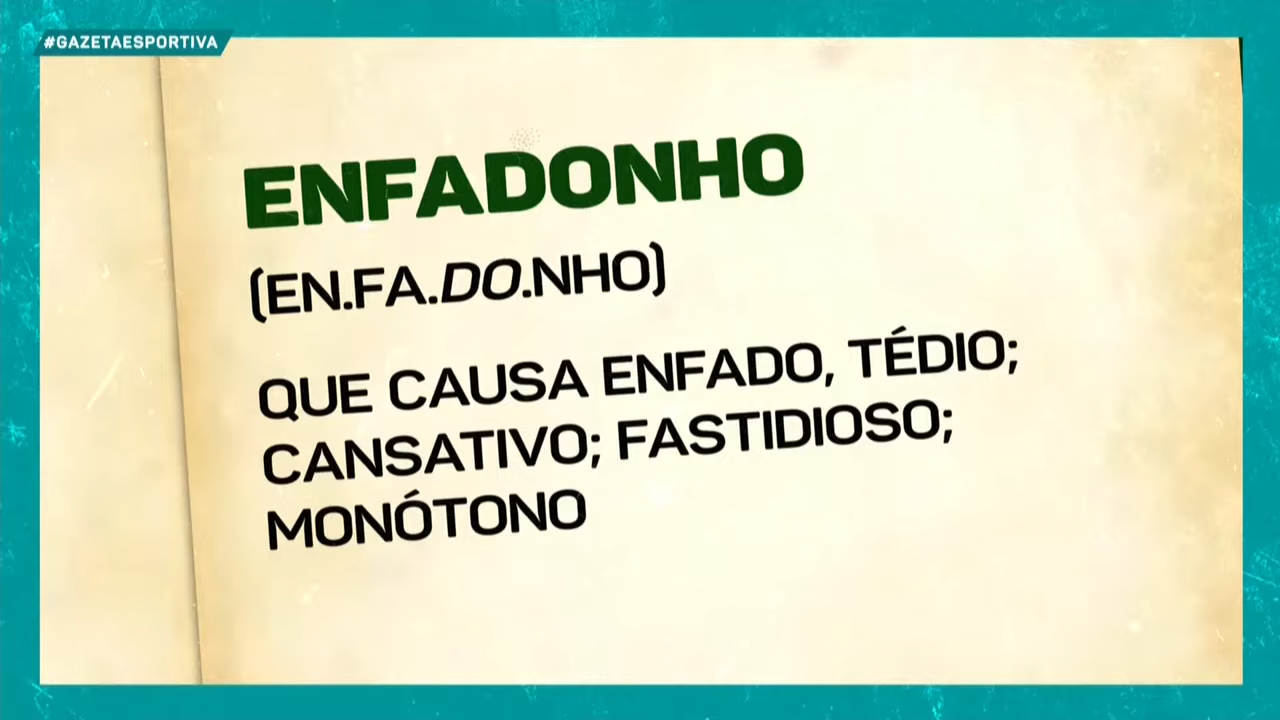 #GAZETAESPORTIVA
ENFADONHO
(EN.FA.DO.NHO)
QUE CAUSA ENFADO, TÉDIO;
CANSATIVO; FASTIDIOSO;
MONÓTONO